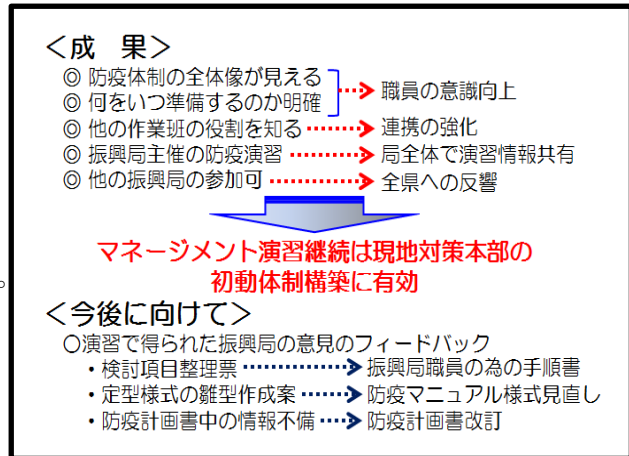 <成　果>
◎ 防疫体制の全体像が見える
◎ 何をいつ準備するのか明確
職員の意識向上
◎ 他の作業班の役割を知る 連携の強化
◎ 振興局主催の防疫演習 局全体で演習情報共有
◎ 他の振興局の参加可 全県への反響
マネージメント演習継続は現地対策本部の
初動体制構築に有効
<今後に向けて>
〇演習で得られた振興局の意見のフィードバック
・検討項目整理票 振興局職員の為の手順書
・定型様式の雛型作成案 防疫マニュアル様式見直し
・防疫計画書中の情報不備 防疫計画書改訂